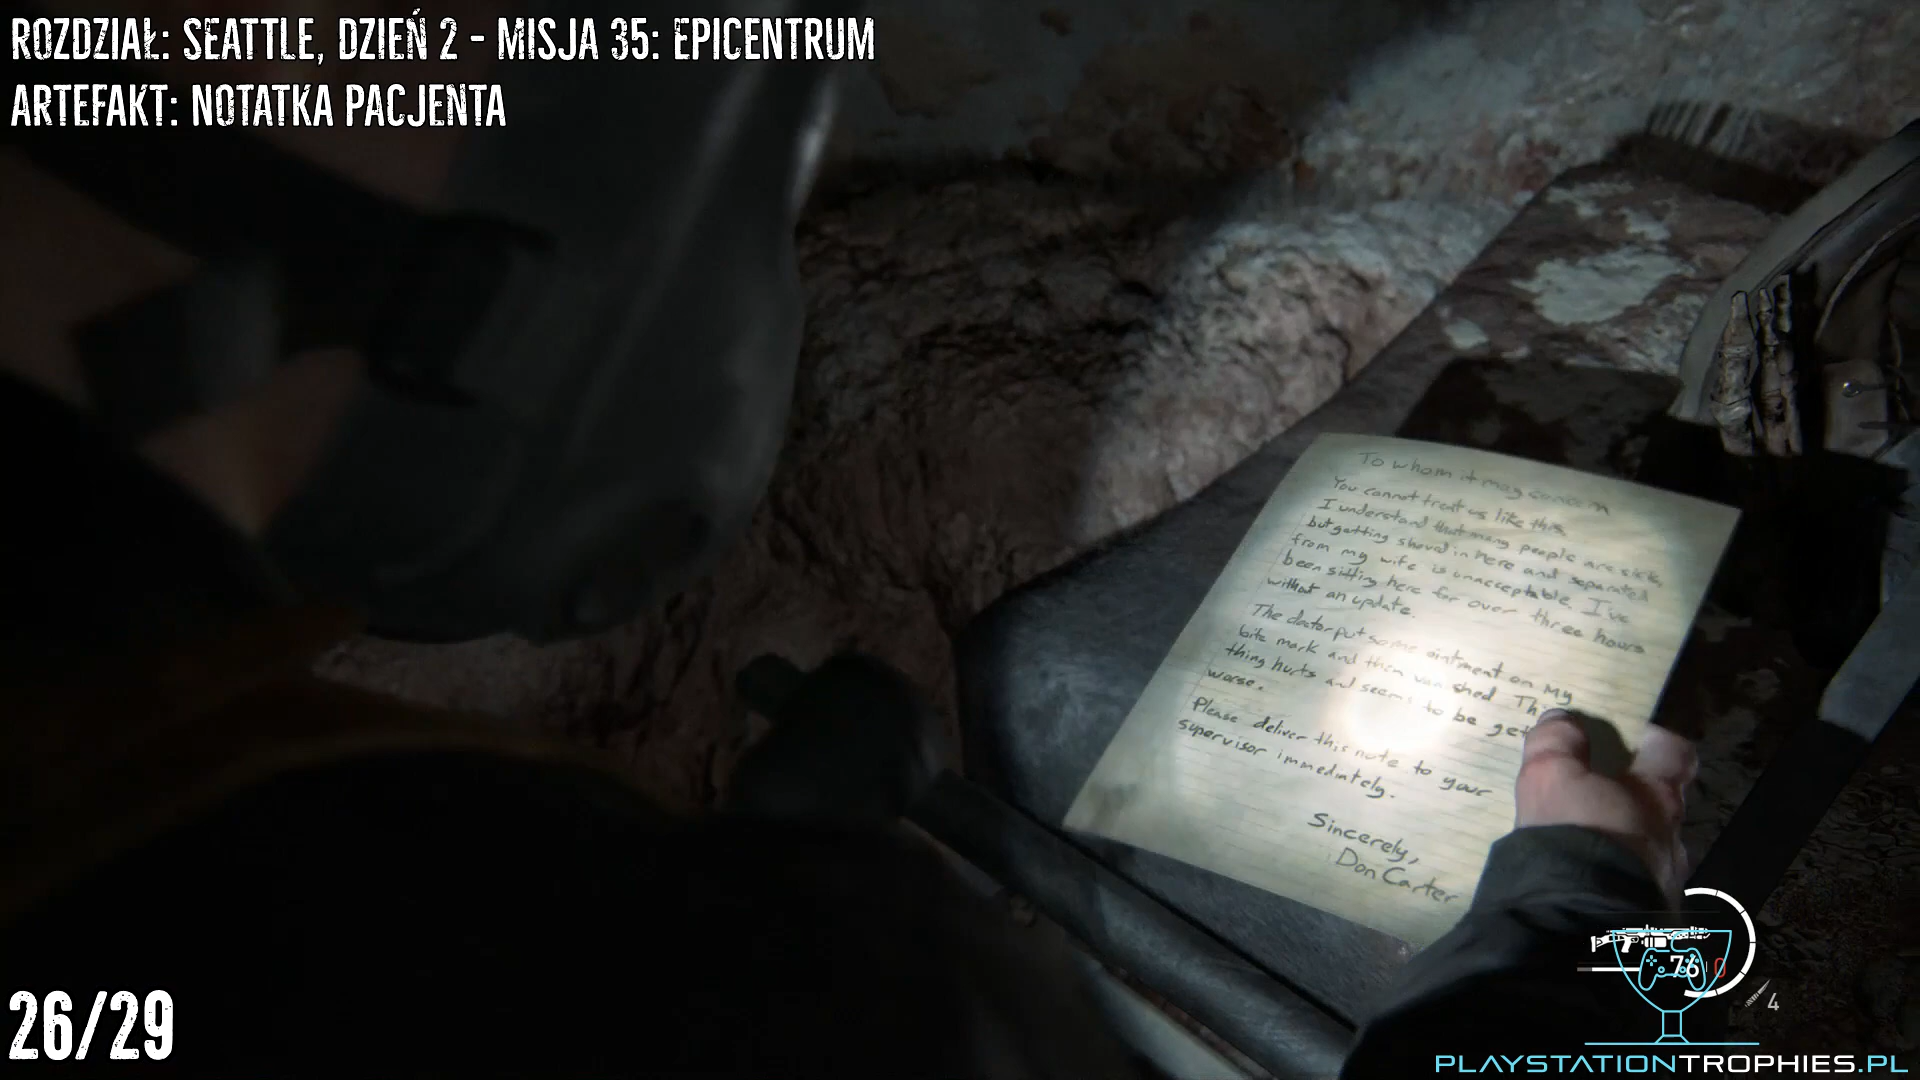 ROZDZIAŁ: SEATTLE, DZIEŃ 2 - MISJA 35: EPICENTRUM
ARTEFAKT: NOTATKA PACJENTA
To whom it may concern
You cannot treat us like this.
I understand that many people are sick,
but getting shoved in here and separated
from my wife is unacceptable. I've
been sitting here for over three hours
without an update.
The doctor put some ointment on my
bite mark and then vanished. This
thing hurts and seems to be get
worse.
Please deliver this note to your
supervisor immediately.
Sincerely,
Don Carter
76 0
4
26/29
PLAYSTATIONTROPHIES.PL